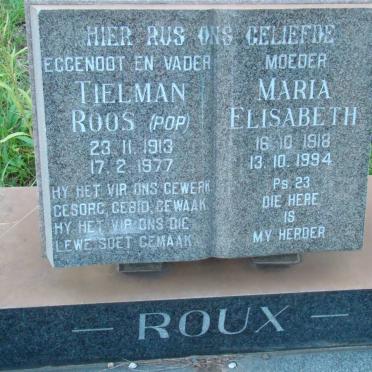 HIER RUS ONS GELIEFDE
EGGENOOT EN VADER
TIELMAN
ROOS (POP)
23. 11. 1913
17. 2. 1977
HY HET VIR ONS GEWERK
GESORG, GEBID, GEWAAK
HY HET VIR ONS DIE
LEWE SOET GEMAAK
MOEDER
MARIA
ELISABETH
16. 10. 1918
13. 10. 1994
Ps. 23
DIE HERE
IS
MY HERDER
— ROUX —